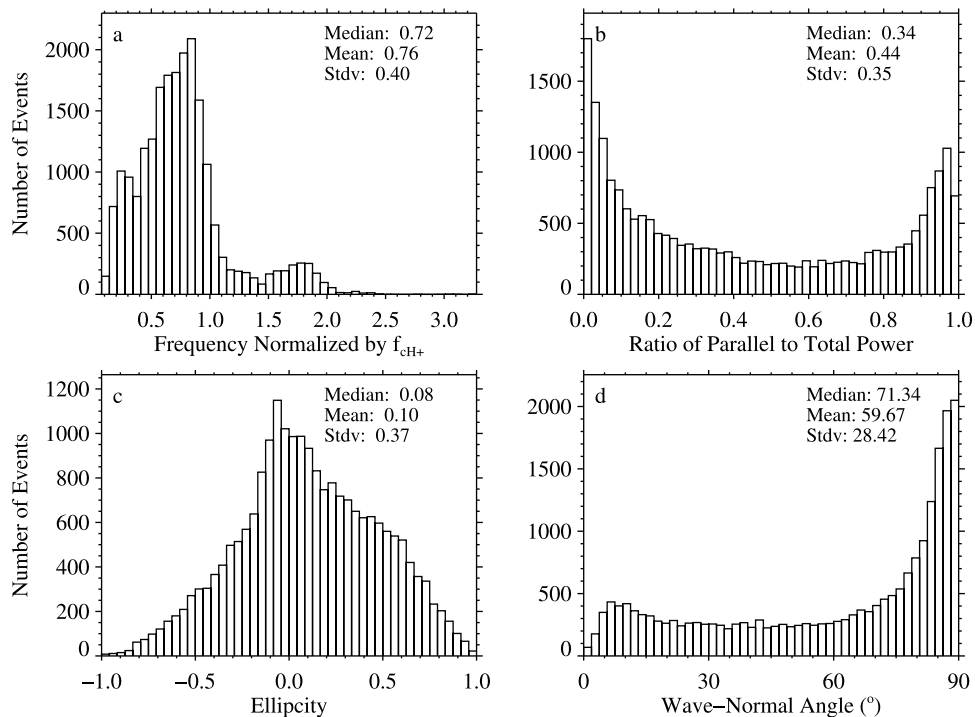 a
Median: 0.72
Mean: 0.76
Stdv: 0.40
Number of Events
2000
1500
1000
500
0
0.5 1.0 1.5 2.0 2.5 3.0
Frequency Normalized by fcH+
b
Median: 0.34
Mean: 0.44
Stdv: 0.35
1500
1000
500
0
0.0 0.2 0.4 0.6 0.8 1.0
Ratio of Parallel to Total Power
c
Median: 0.08
Mean: 0.10
Stdv: 0.37
Number of Events
1200
1000
800
600
400
200
0
−1.0 −0.5 0.0 0.5 1.0
Ellipcity
d
Median: 71.34
Mean: 59.67
Stdv: 28.42
2000
1500
1000
500
0
0 30 60 90
Wave−Normal Angle (°)